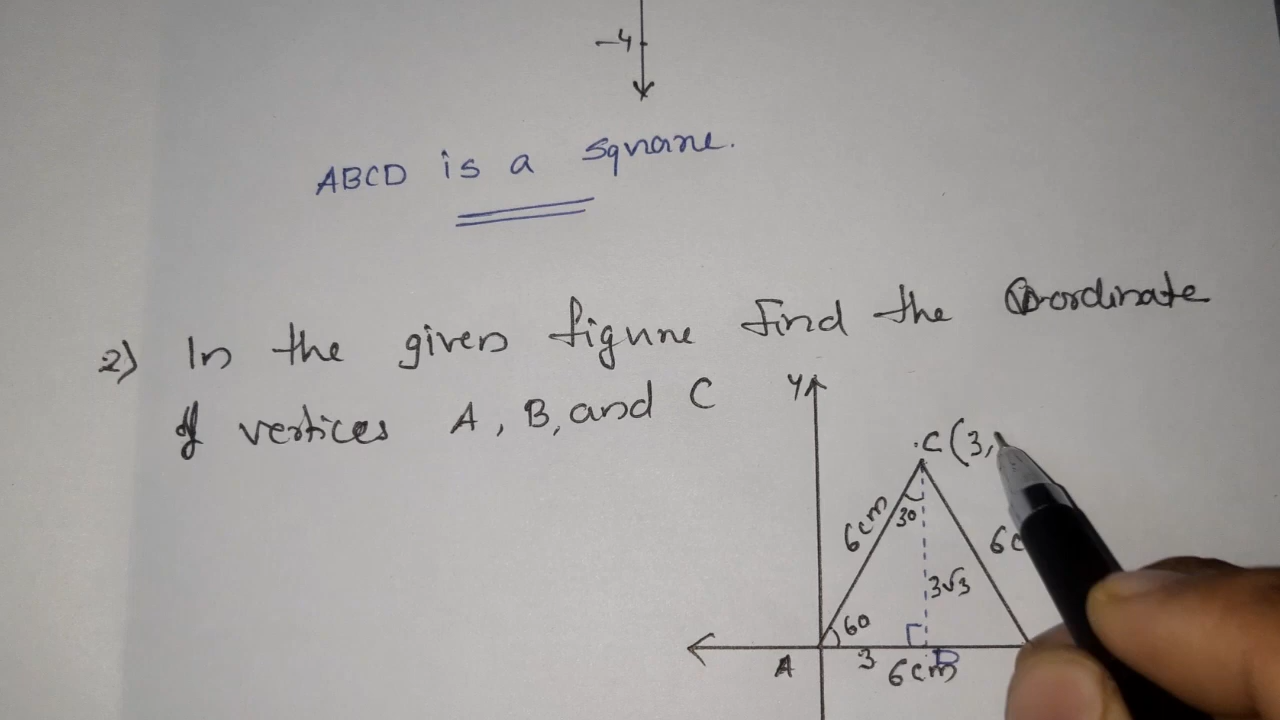 -4
ABCD is a square.
2) In the given figure find the Coordinate
of vertices A, B, and C
Y
C (3,
6cm
30
6c
3√3
60
A
3
D
6cm